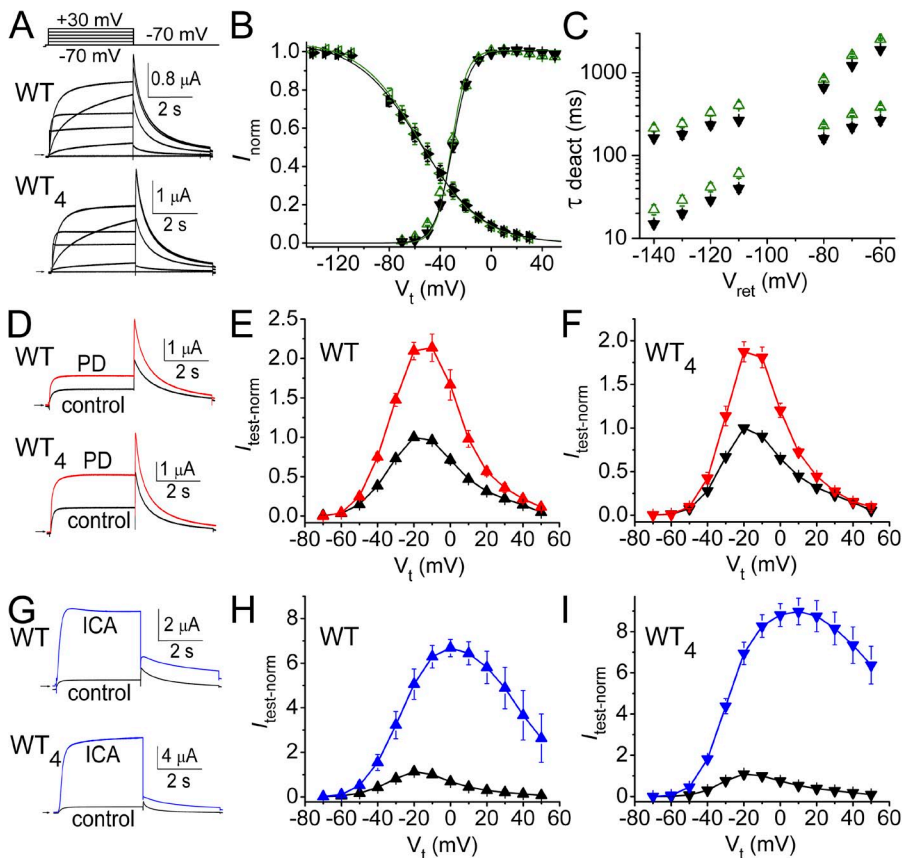 A
+30 mV
-70 mV
-70 mV
WT
0.8 µA
2 s
WT4
1 µA
2 s
B
1.0
0.8
0.6
0.4
0.2
0.0
Inorm
-120 -80 -40 0 40
Vt (mV)
C
1000
100
10
τ deact (ms)
-140 -120 -100 -80 -60
Vret (mV)
D
WT
PD
control
1 µA
2 s
WT4
PD
control
1 µA
2 s
E
WT
2.5
2.0
1.5
1.0
0.5
0.0
Itest-norm
-80 -60 -40 -20 0 20 40 60
Vt (mV)
F
WT4
2.0
1.5
1.0
0.5
0.0
Itest-norm
-80 -60 -40 -20 0 20 40 60
Vt (mV)
G
WT
ICA
control
2 µA
2 s
WT4
ICA
control
4 µA
2 s
H
WT
8
6
4
2
0
Itest-norm
-80 -60 -40 -20 0 20 40 60
Vt (mV)
I
WT4
8
6
4
2
0
Itest-norm
-80 -60 -40 -20 0 20 40 60
Vt (mV)